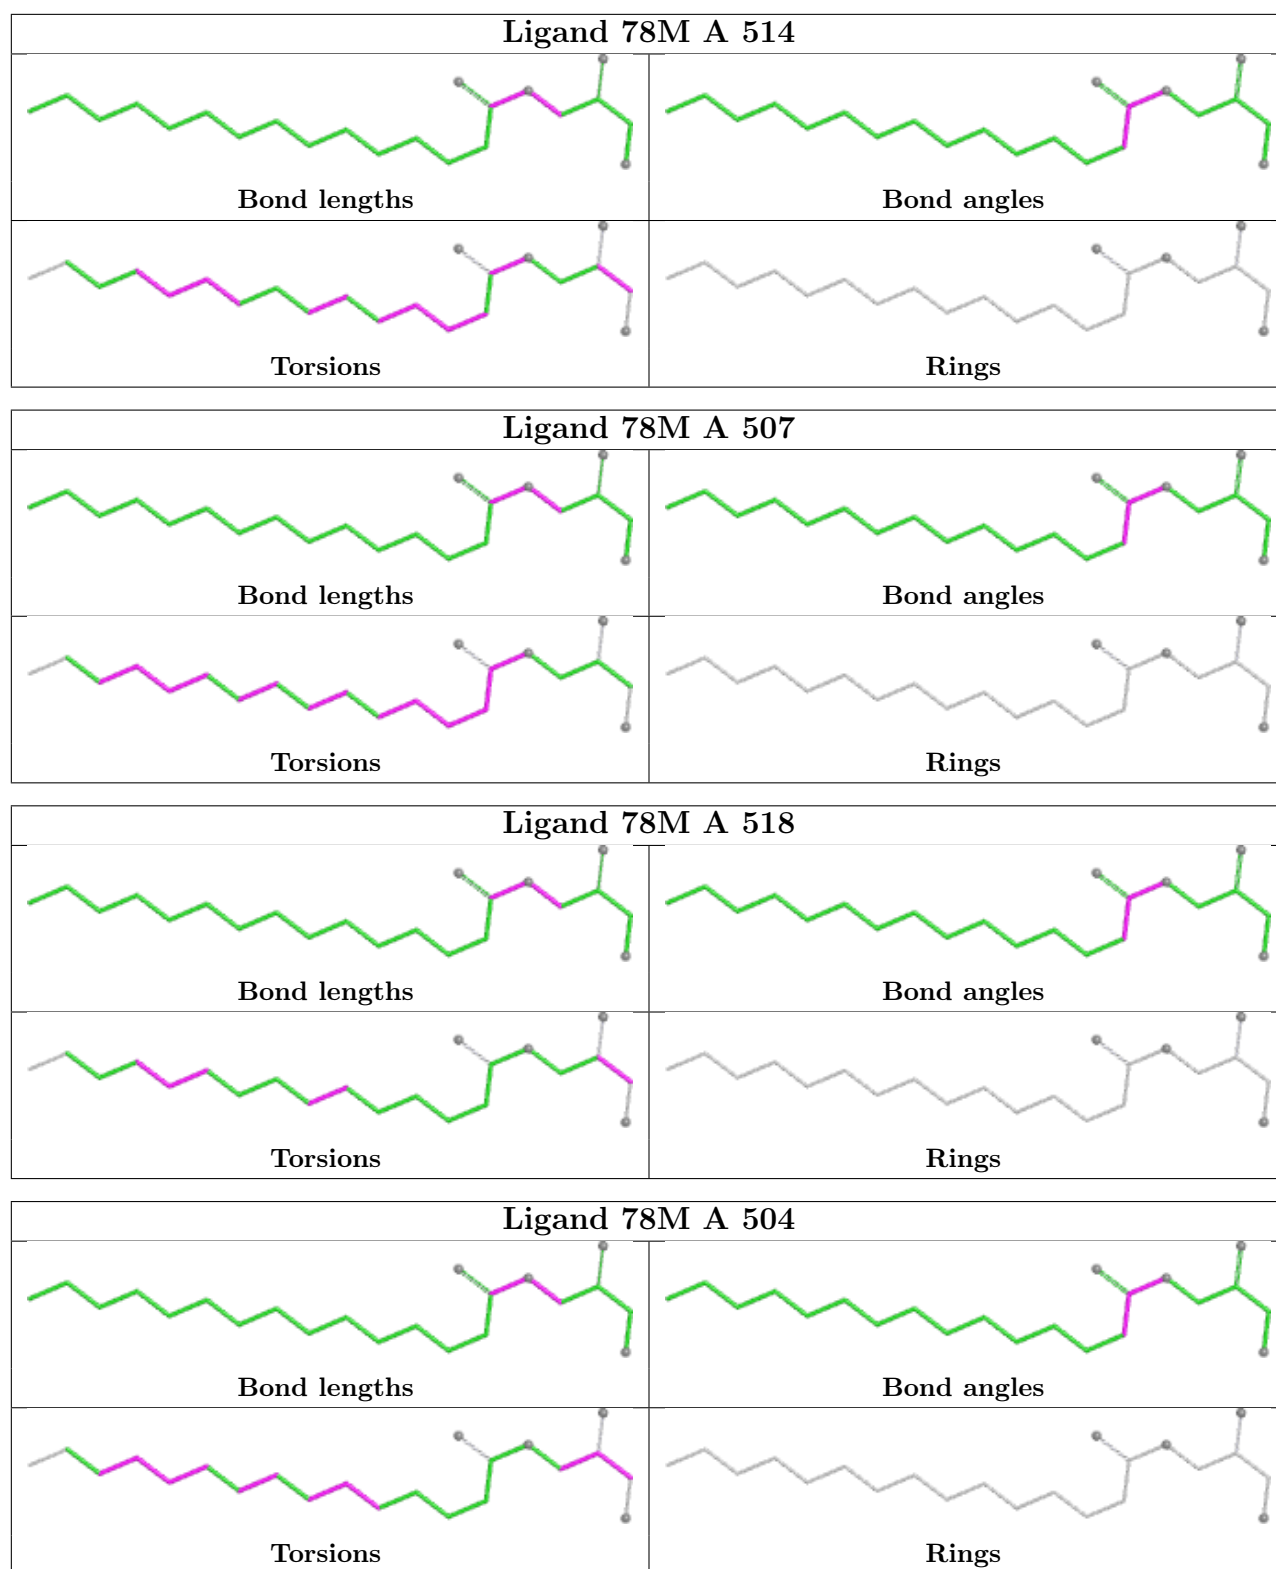 Ligand 78M A 514
Bond lengths Bond angles
Torsions Rings
Ligand 78M A 507
Bond lengths Bond angles
Torsions Rings
Ligand 78M A 518
Bond lengths Bond angles
Torsions Rings
Ligand 78M A 504
Bond lengths Bond angles
Torsions Rings